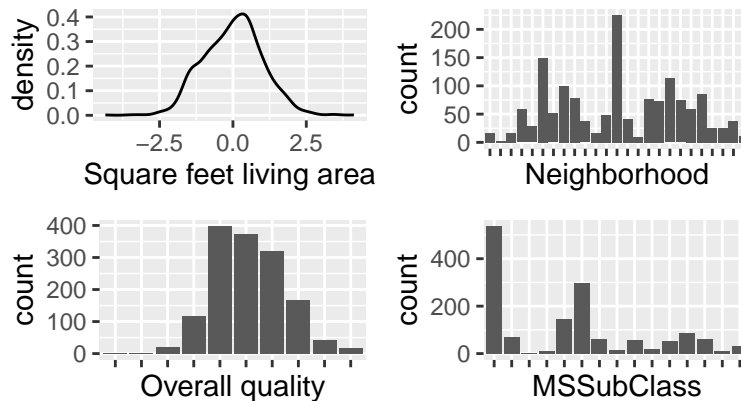 density
0.4
0.3
0.2
0.1
0.0
−2.5 0.0 2.5
Square feet living area
count
200
150
100
50
0
Neighborhood
count
400
300
200
100
0
Overall quality
count
400
200
0
MSSubClass